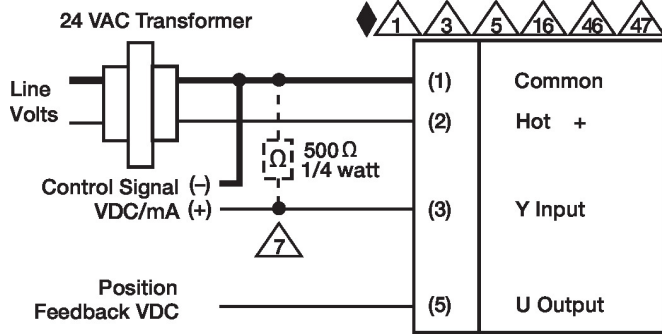 24 VAC Transformer
1 3 5 16 46 47
Line
Volts
(1) Common
(2) Hot +
Ω 500 Ω
1/4 watt
Control Signal (–)
VDC/mA (+)
(3) Y Input
7
Position
Feedback VDC
(5) U Output